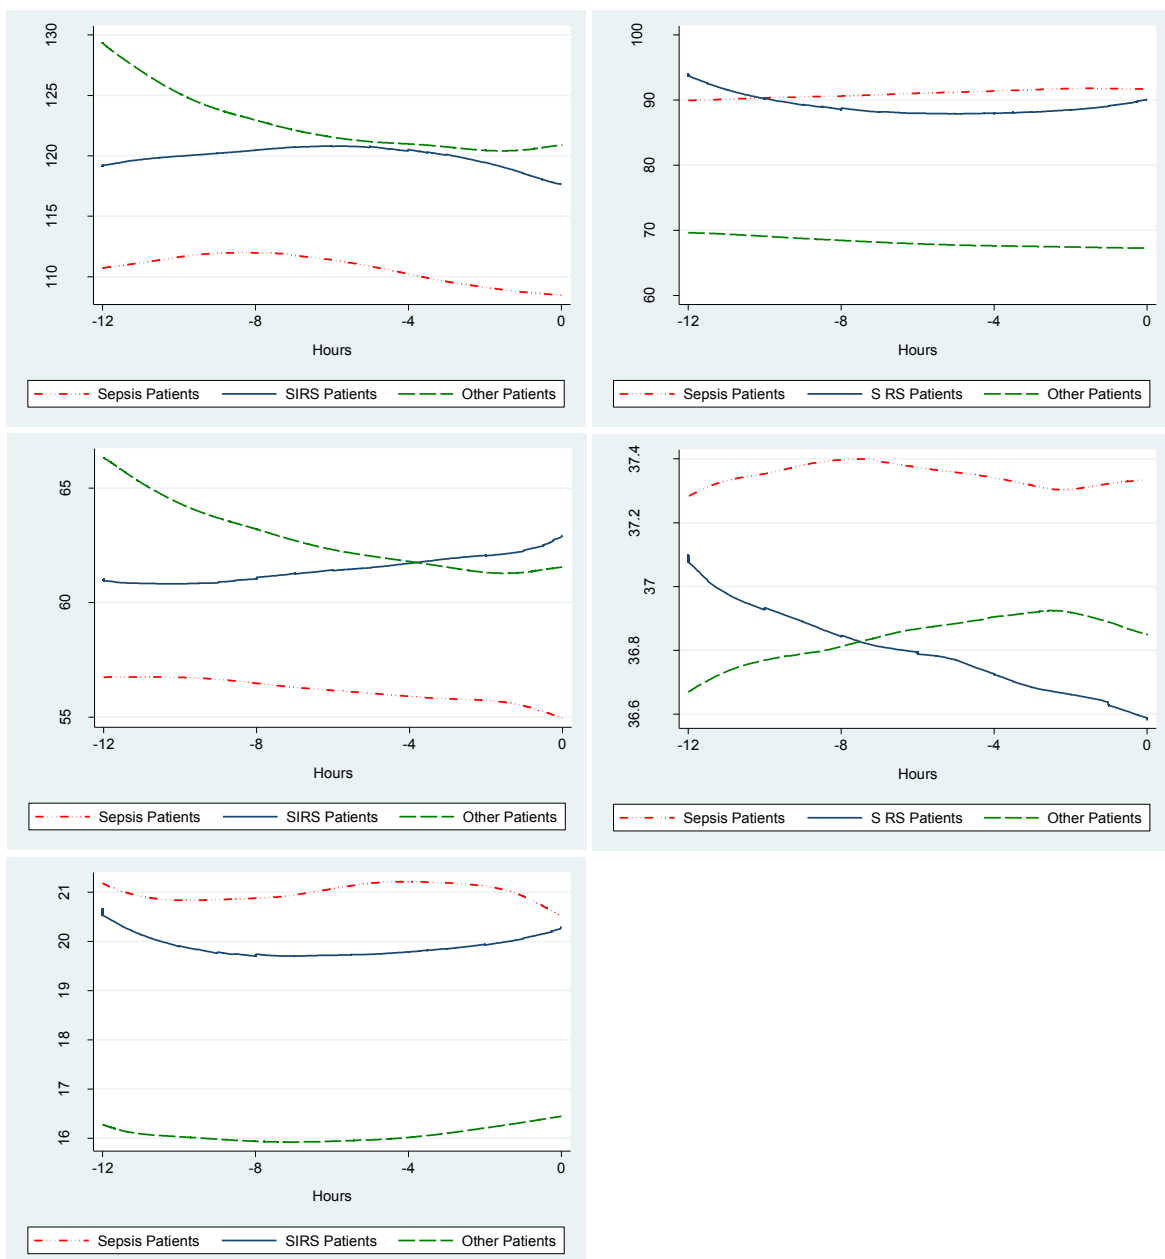 130
125
120
115
110
-12 -8 -4 0
Hours
Sepsis Patients SIRS Patients Other Patients
100
90
80
70
60
-12 -8 -4 0
Hours
Sepsis Patients S RS Patients Other Patients
65
60
55
-12 -8 -4 0
Hours
Sepsis Patients SIRS Patients Other Patients
37.4
37.2
37
36.8
36.6
-12 -8 -4 0
Hours
Sepsis Patients S RS Patients Other Patients
21
20
19
18
17
16
-12 -8 -4 0
Hours
Sepsis Patients SIRS Patients Other Patients